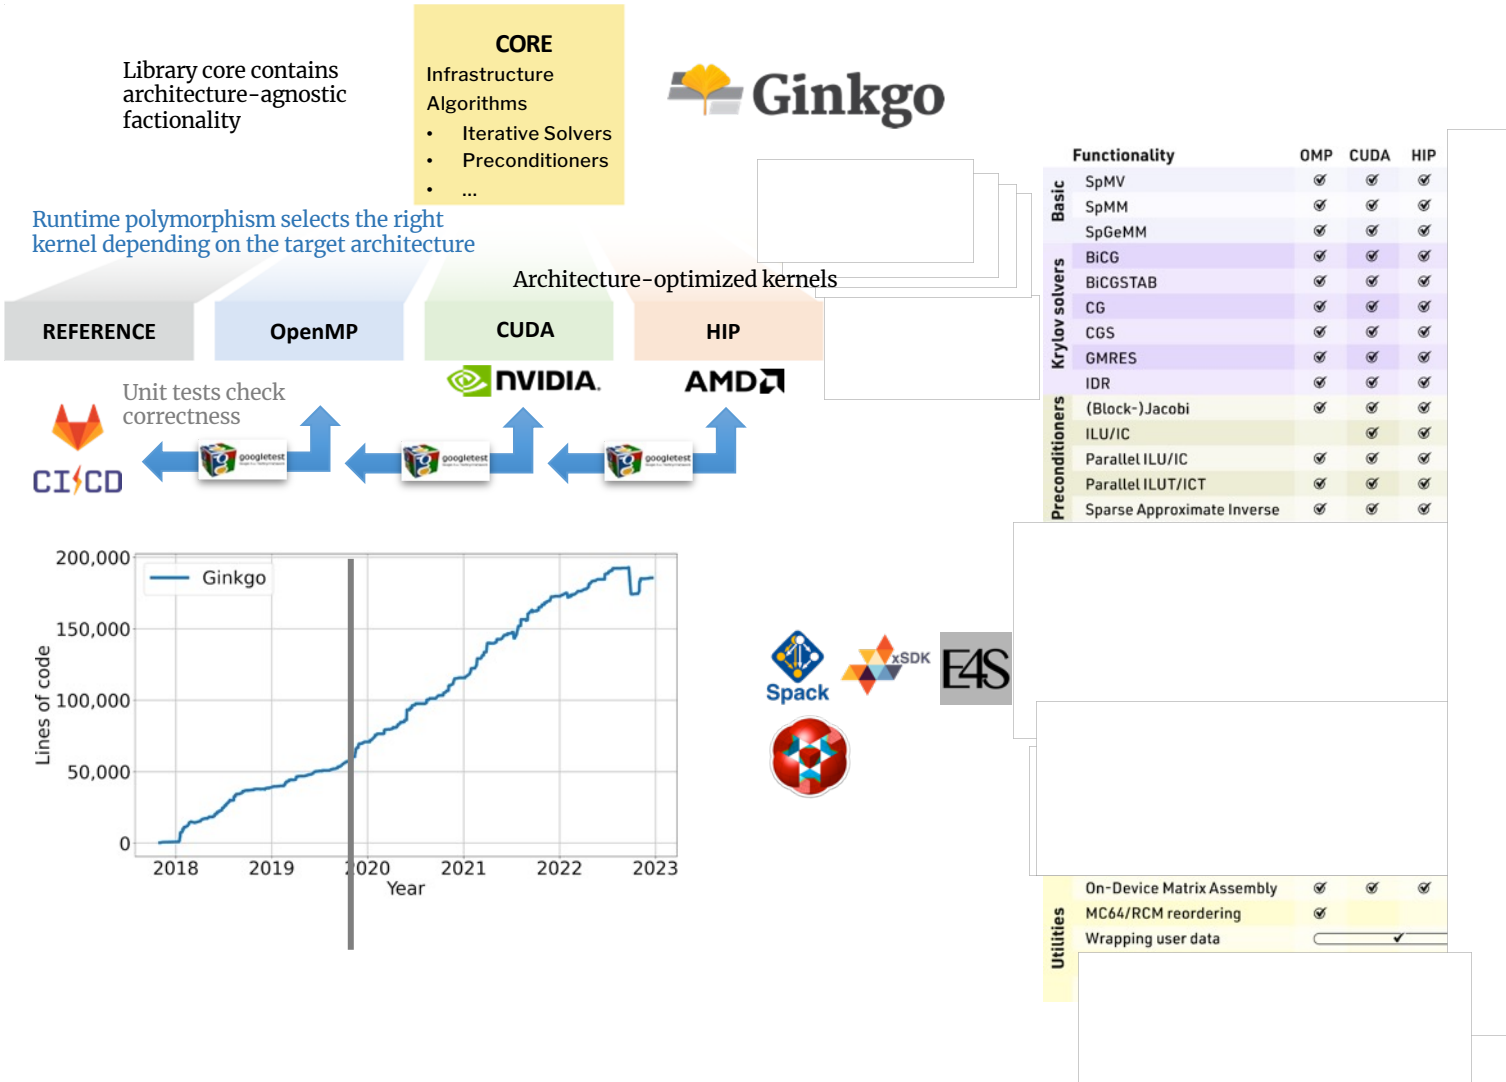 CORE
Infrastructure
Algorithms
• Iterative Solvers
• Preconditioners
• ...
Library core contains
architecture-agnostic
factionality
Ginkgo
Runtime polymorphism selects the right
kernel depending on the target architecture
Architecture-optimized kernels
REFERENCE
OpenMP
CUDA
HIP
NVIDIA.
AMD
Unit tests check
correctness
CI CD
googletest
googletest
googletest
Functionality OMP CUDA HIP
Basic
SpMV
SpMM
SpGeMM
Krylov solvers
BiCG
BiCGSTAB
CG
CGS
GMRES
IDR
Preconditioners
(Block-)Jacobi
ILU/IC
Parallel ILU/IC
Parallel ILUT/ICT
Sparse Approximate Inverse
Utilities
On-Device Matrix Assembly
MC64/RCM reordering
Wrapping user data
200,000
150,000
100,000
50,000
0
Lines of code
Ginkgo
2018 2019 2020 2021 2022 2023
Year
Spack
xSDK
E4S